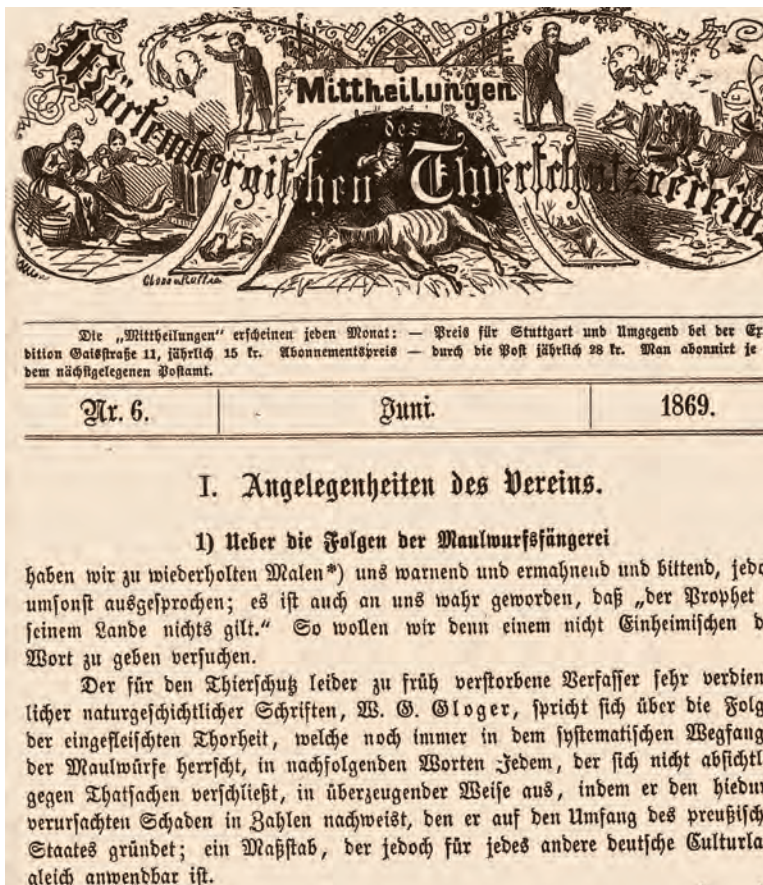 Mittheilungen
des
Württembergischen Thierschutzvereins
Die „Mittheilungen“ erscheinen jeden Monat: — Preis für Stuttgart und Umgegend bei der Ex
dition Gaisstraße 11, jährlich 15 kr. Abonnementspreis — durch die Post jährlich 28 kr. Man abonnirt je
dem nächstgelegenen Postamt.
Nr. 6. Juni. 1869.
I. Angelegenheiten des Vereins.
1) Ueber die Folgen der Maulwurfsfängerei
haben wir zu wiederholten Malen*) uns warnend und ermahnend und bittend, jedo
umsonst ausgesprochen; es ist auch an uns wahr geworden, daß „der Prophet
seinem Lande nichts gilt.“ So wollen wir denn einem nicht Einheimischen d
Wort zu geben versuchen.
Der für den Thierschutz leider zu früh verstorbene Verfasser sehr verdien
licher naturgeschichtlicher Schriften, W. G. Gloger, spricht sich über die Folg
der eingefleischten Thorheit, welche noch immer in dem systematischen Wegfang
der Maulwürfe herrscht, in nachfolgenden Worten Jedem, der sich nicht absichtl
gegen Thatsachen verschließt, in überzeugender Weise aus, indem er den hiedur
verursachten Schaden in Zahlen nachweist, den er auf den Umfang des preußisch
Staates gründet; ein Maßstab, der jedoch für jedes andere deutsche Culturla
gleich anwendbar ist.